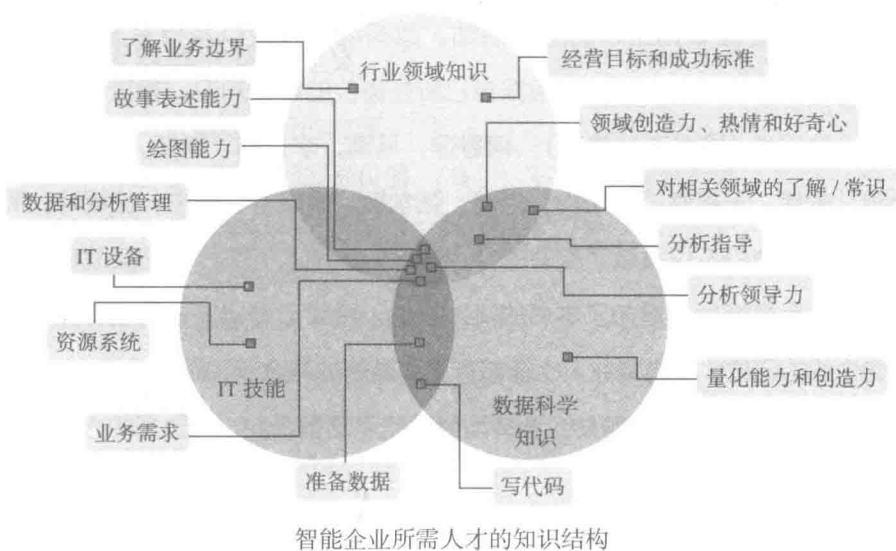 了解业务边界
行业领域知识
经营目标和成功标准
故事表述能力
领域创造力、热情和好奇心
绘图能力
对相关领域的了解 / 常识
数据和分析管理
分析指导
IT 设备
分析领导力
资源系统
量化能力和创造力
IT 技能
数据科学
知识
业务需求
准备数据
写代码
智能企业所需人才的知识结构